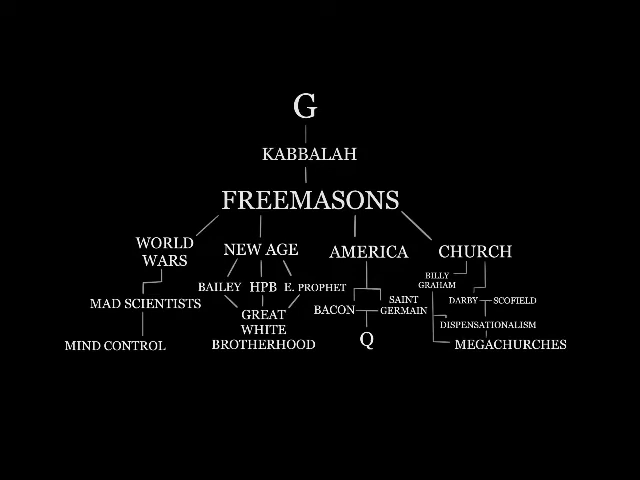 G
KABBALAH
FREEMASONS
WORLD
WARS
NEW AGE
AMERICA
CHURCH
BAILEY
HPB
E. PROPHET
BILLY
GRAHAM
MAD SCIENTISTS
GREAT
WHITE
BROTHERHOOD
BACON
SAINT
GERMAIN
DARBY
SCOFIELD
DISPENSATIONALISM
MIND CONTROL
Q
MEGACHURCHES